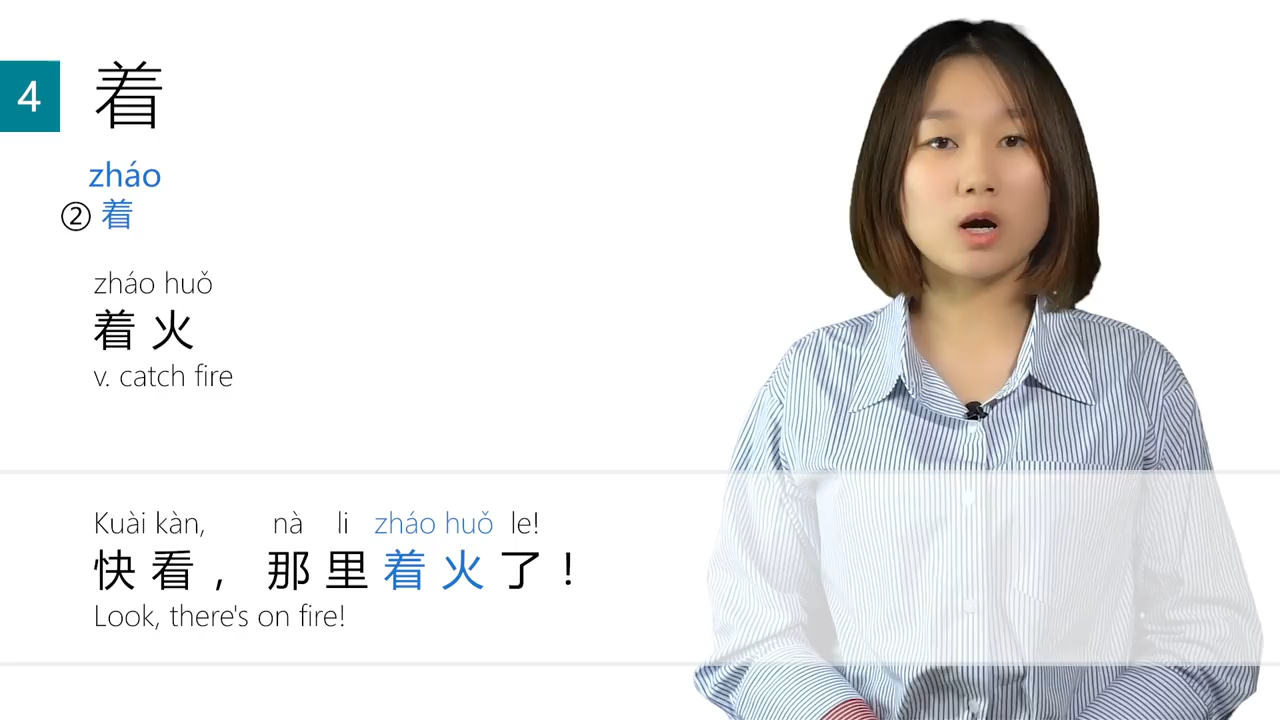 4 着
zháo
② 着
zháo huǒ
着火
v. catch fire
Kuài kàn, nà li zháo huǒ le!
快看，那里着火了！
Look, there's on fire!